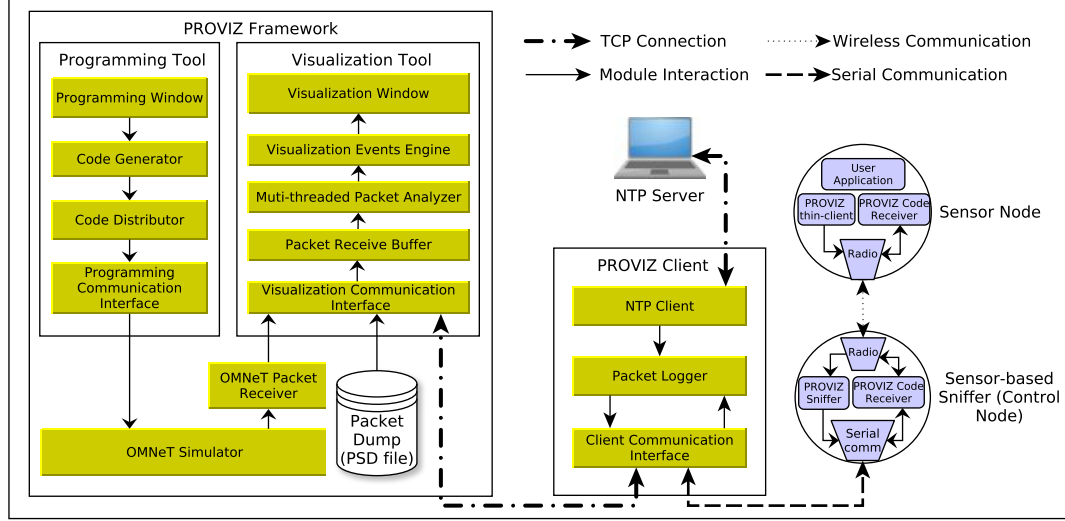 PROVIZ Framework
Programming Tool
Programming Window
Code Generator
Code Distributor
Programming
Communication
Interface
Visualization Tool
Visualization Window
Visualization Events Engine
Muti-threaded Packet Analyzer
Packet Receive Buffer
Visualization Communication
Interface
OMNeT Packet
Receiver
OMNeT Simulator
Packet
Dump
(PSD file)
TCP Connection
Wireless Communication
Module Interaction
Serial Communication
NTP Server
PROVIZ Client
NTP Client
Packet Logger
Client Communication
Interface
User
Application
PROVIZ
thin-client
PROVIZ Code
Receiver
Radio
Sensor Node
Radio
PROVIZ
Sniffer
PROVIZ Code
Receiver
Serial
comm
Sensor-based
Sniffer (Control
Node)